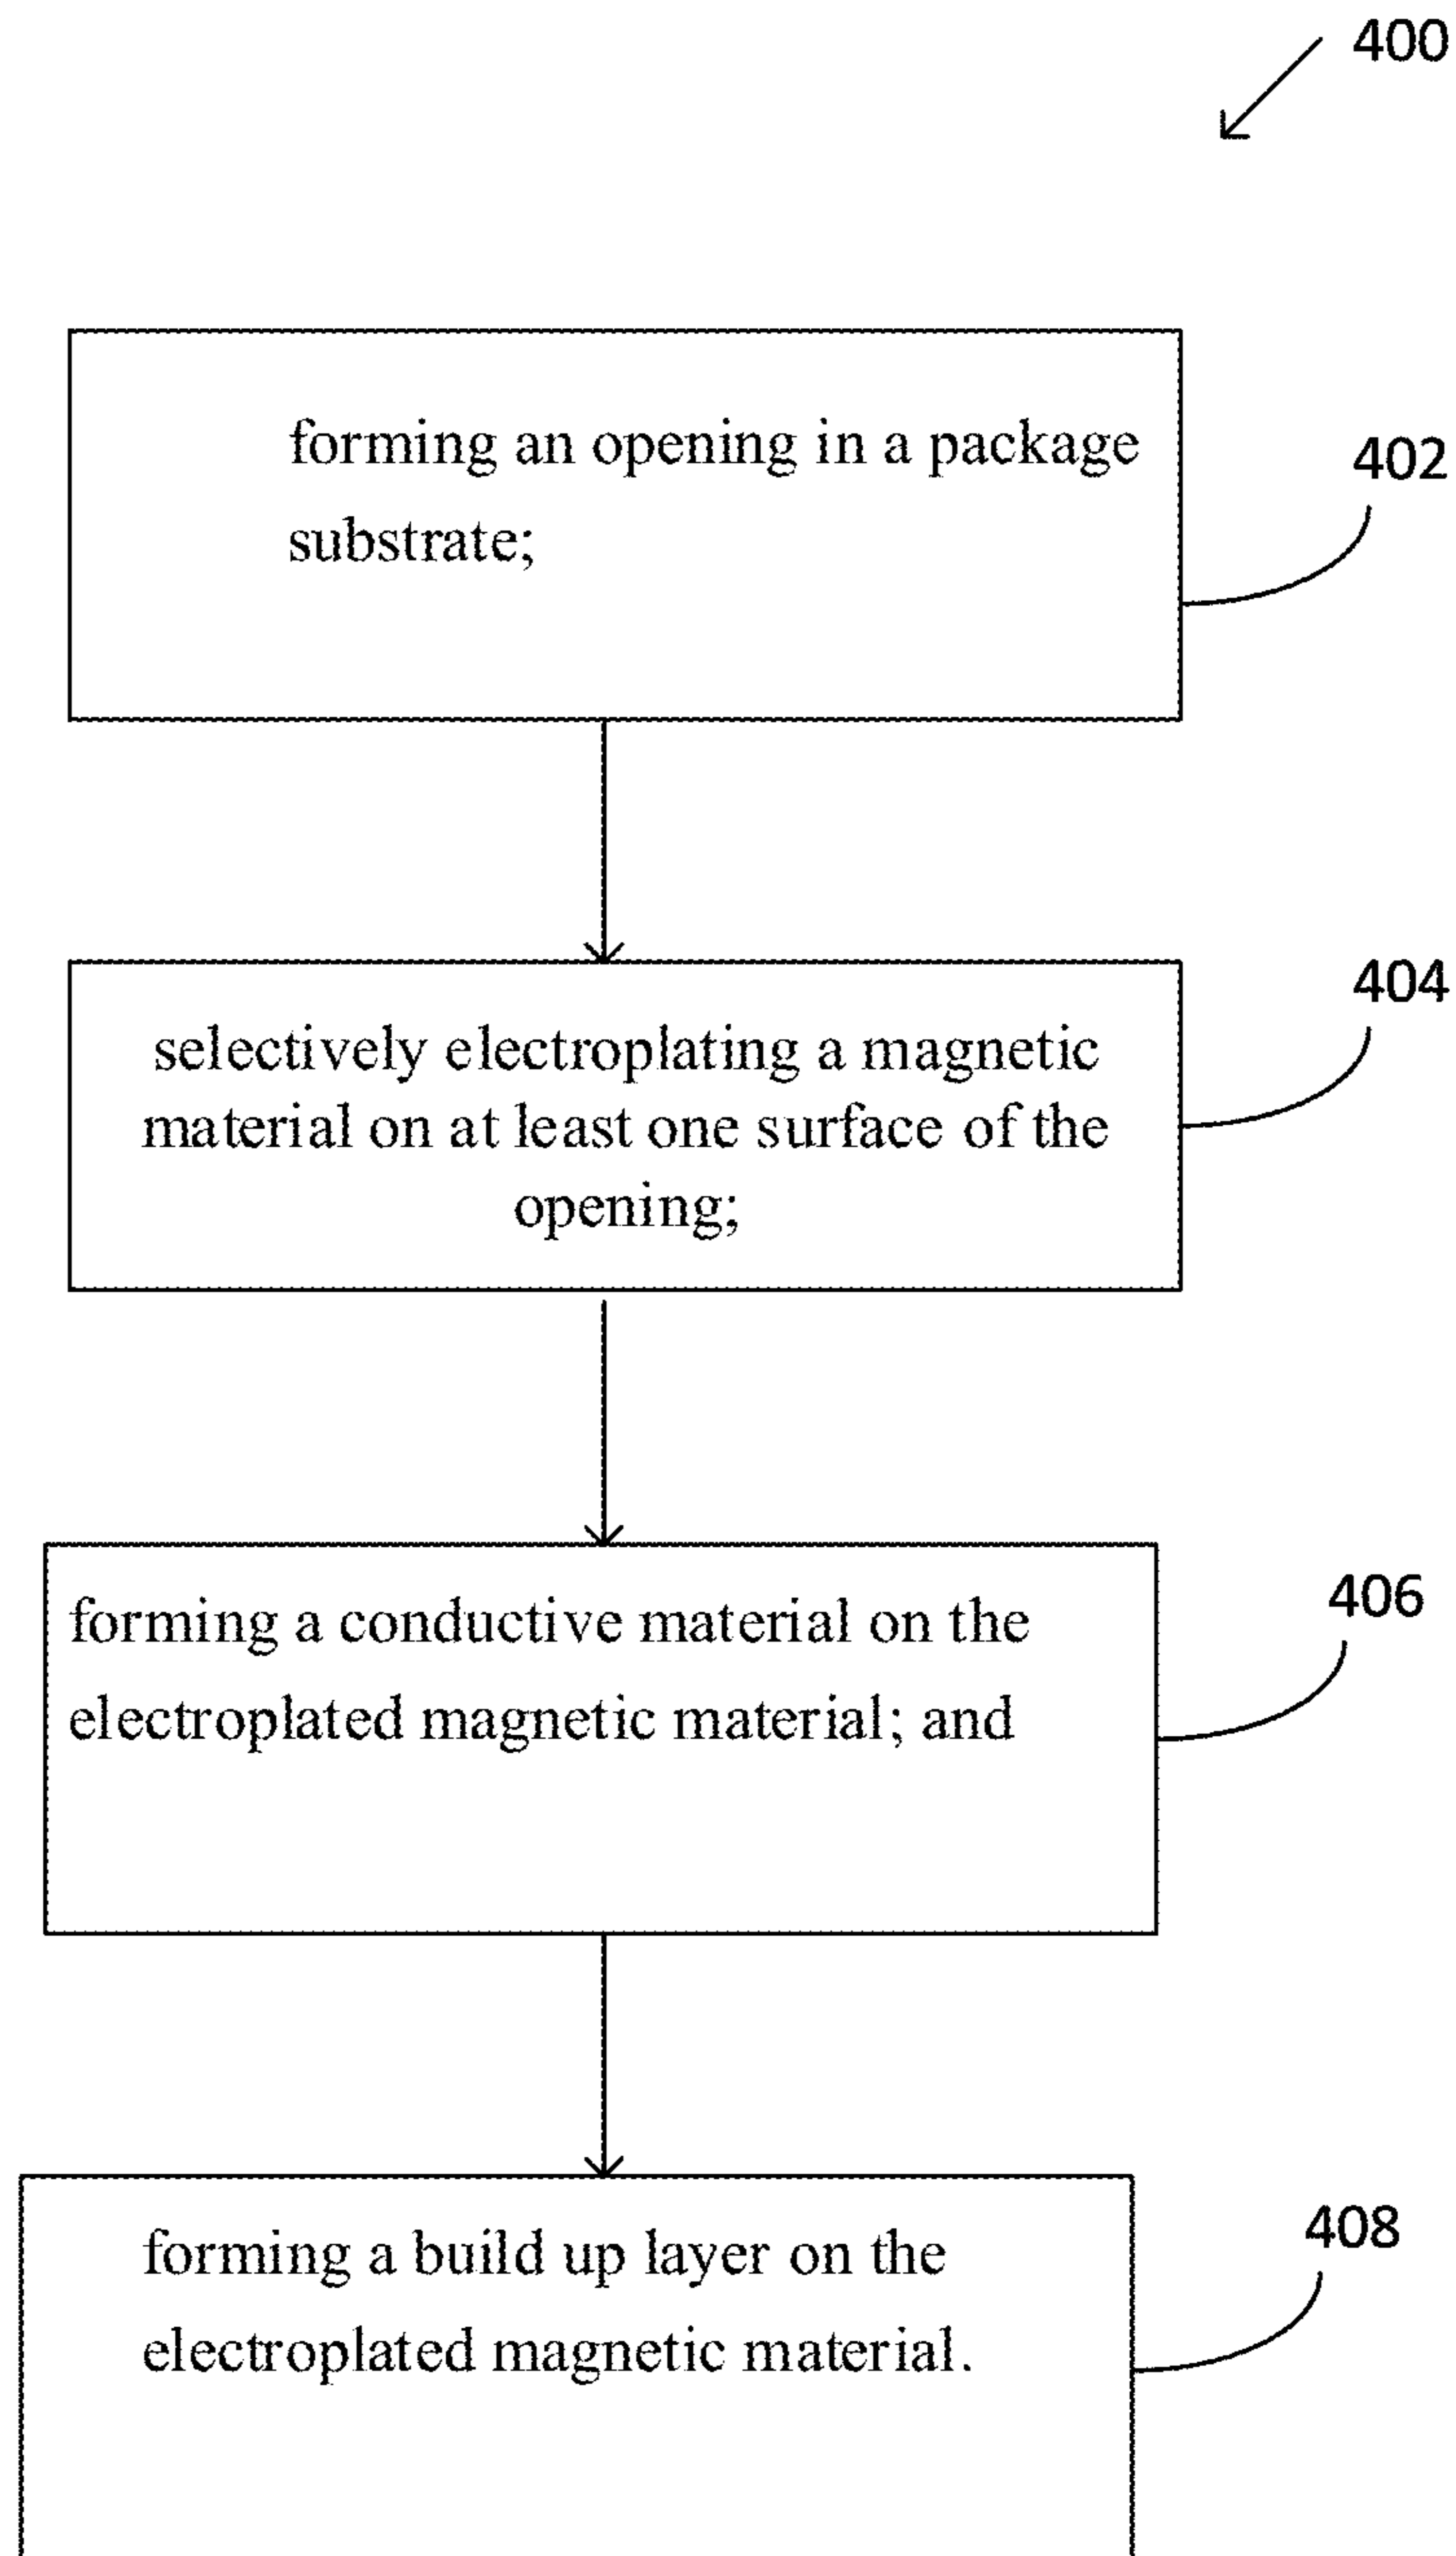 400
forming an opening in a package
substrate;
402
selectively electroplating a magnetic
material on at least one surface of the
opening;
404
forming a conductive material on the
electroplated magnetic material; and
406
forming a build up layer on the
electroplated magnetic material.
408